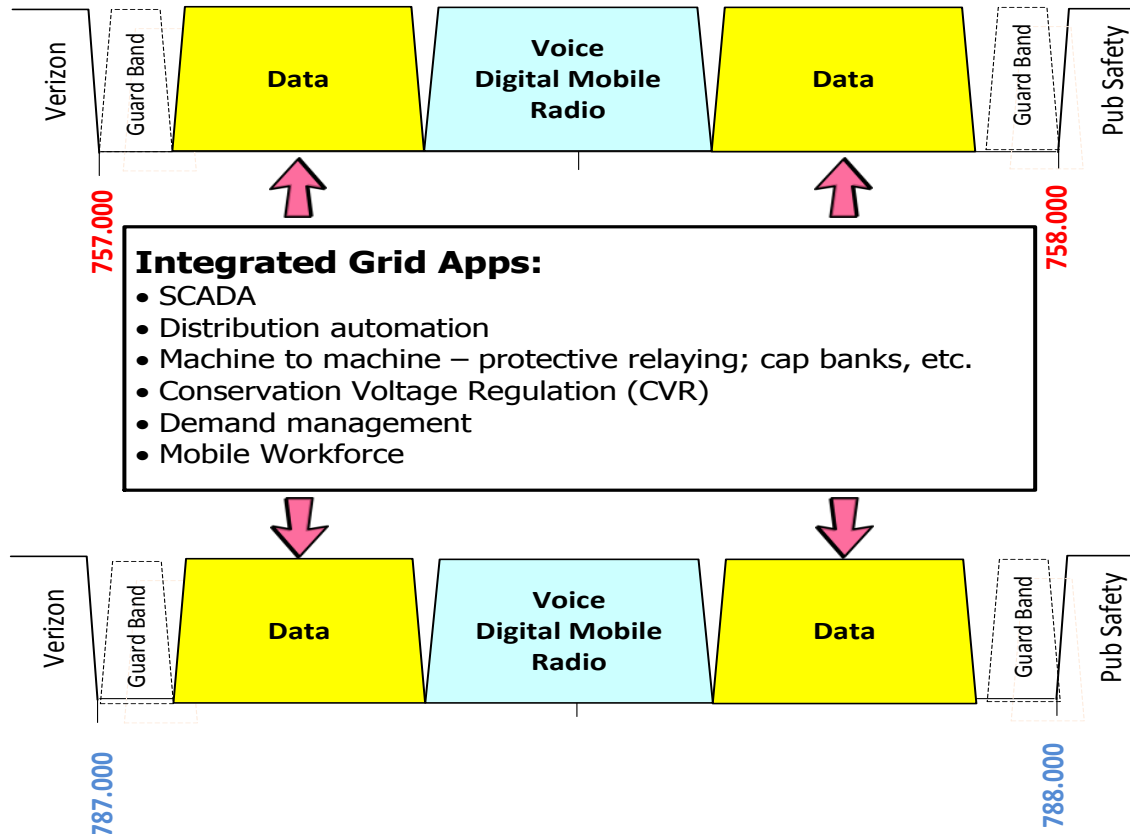 Verizon
Guard Band
Data
Voice
Digital Mobile
Radio
Data
Guard Band
Pub Safety
757.000
758.000
Integrated Grid Apps:
• SCADA
• Distribution automation
• Machine to machine – protective relaying; cap banks, etc.
• Conservation Voltage Regulation (CVR)
• Demand management
• Mobile Workforce
Verizon
Guard Band
Data
Voice
Digital Mobile
Radio
Data
Guard Band
Pub Safety
787.000
788.000